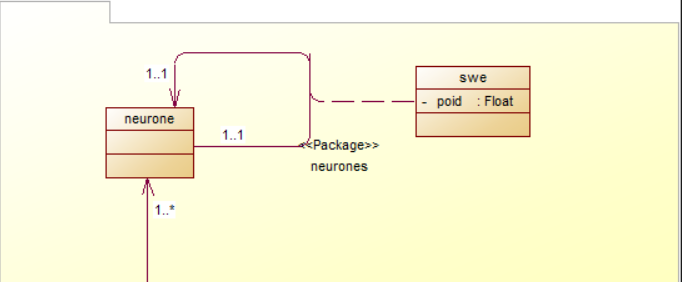 1..1
swe
- poid : Float
neurone
1..1
<<Package>>
neurones
1..*